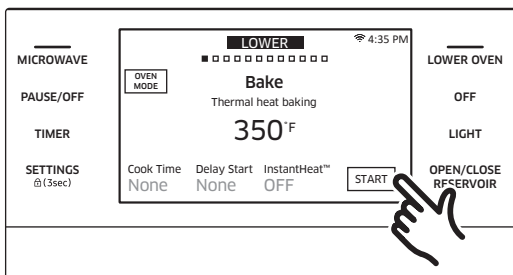 MICROWAVE
PAUSE/OFF
TIMER
SETTINGS
(3sec)
LOWER
4:35 PM
OVEN
MODE
Bake
Thermal heat baking
350°F
Cook Time Delay Start InstantHeat™
None None OFF
START
LOWER OVEN
OFF
LIGHT
OPEN/CLOSE
RESERVOIR